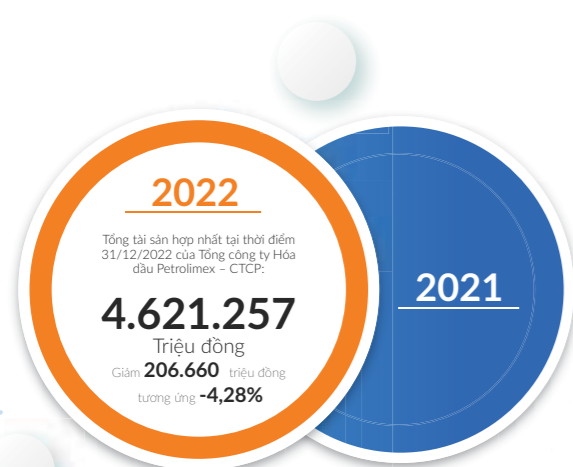 2022
Tổng tài sản hợp nhất tại thời điểm
31/12/2022 của Tổng công ty Hóa
dầu Petrolimex – CTCP:
4.621.257
Triệu đồng
Giảm 206.660 triệu đồng
tương ứng -4,28%
2021